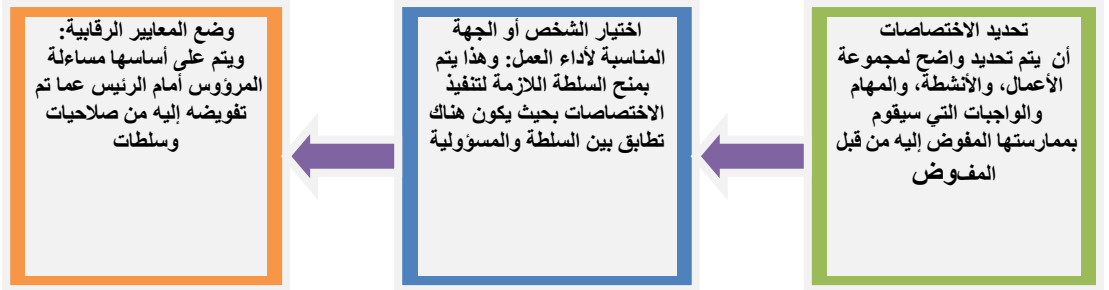 تحديد الاختصاصات
أن يتم تحديد واضح لمجموعة
الأعمال، والأنشطة، والمهام
والواجبات التي سيقوم
بممارستها المفوض إليه من قبل
المفوض
اختيار الشخص أو الجهة
المناسبة لأداء العمل: وهذا يتم
بمنح السلطة اللازمة لتنفيذ
الاختصاصات بحيث يكون هناك
تطابق بين السلطة والمسؤولية
وضع المعايير الرقابية:
ويتم على أساسها مساءلة
المرؤوس أمام الرئيس عما تم
تفويضه إليه من صلاحيات
وسلطات